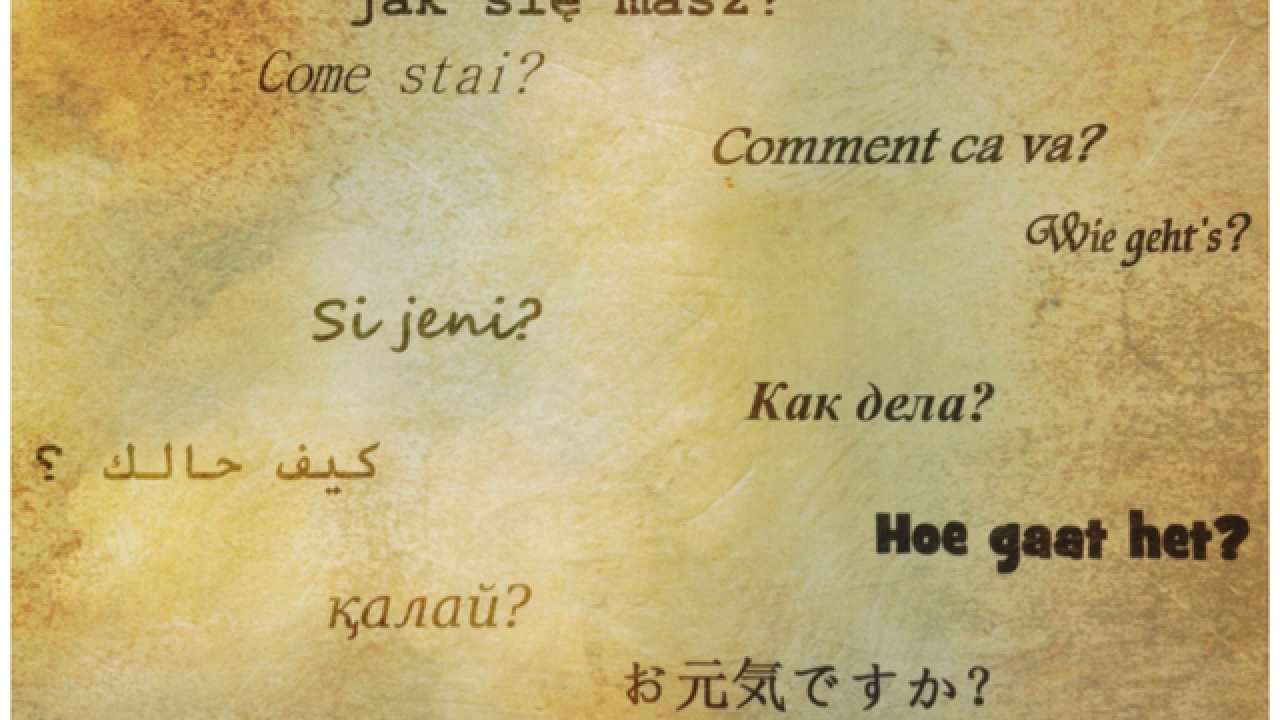 jak się masz?
Come stai?
Comment ca va?
Wie geht's?
Si jeni?
Как дела?
كيف حالك ؟
Hoe gaat het?
қалай?
お元気ですか?